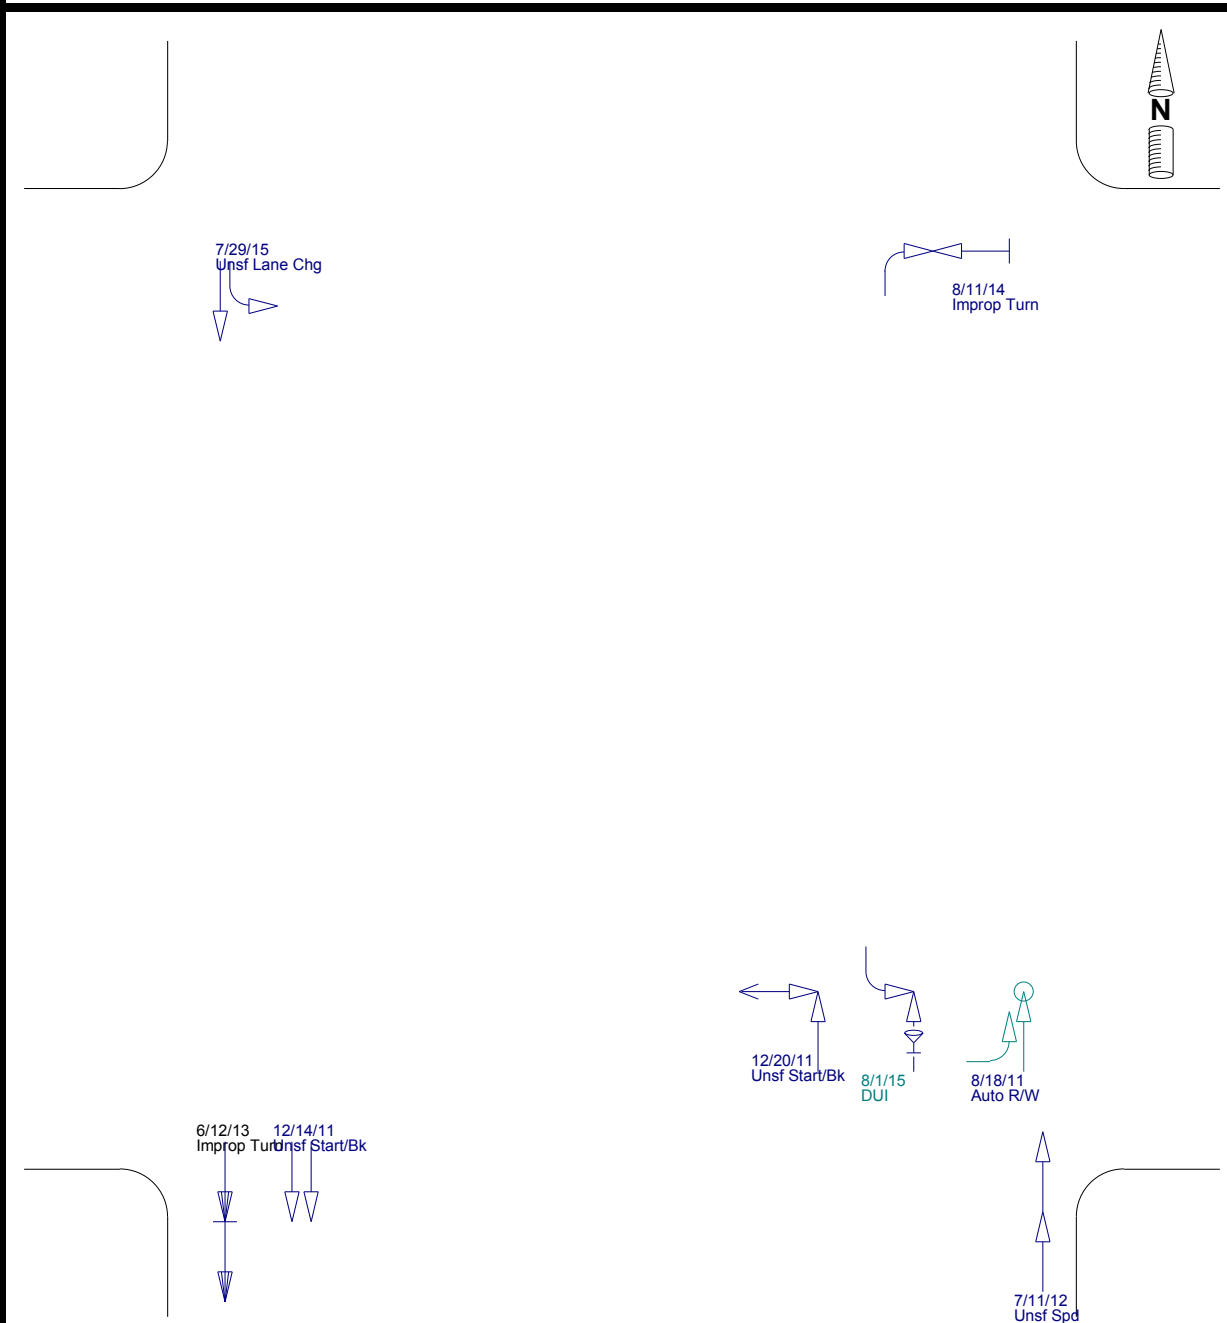 N
7/29/15
Unsf Lane Chg
8/11/14
Improp Turn
12/20/11
Unsf Start/Bk
8/1/15
DUI
8/18/11
Auto R/W
6/12/13
Improp Turn
12/14/11
Unsf Start/Bk
7/11/12
Unsf Spd